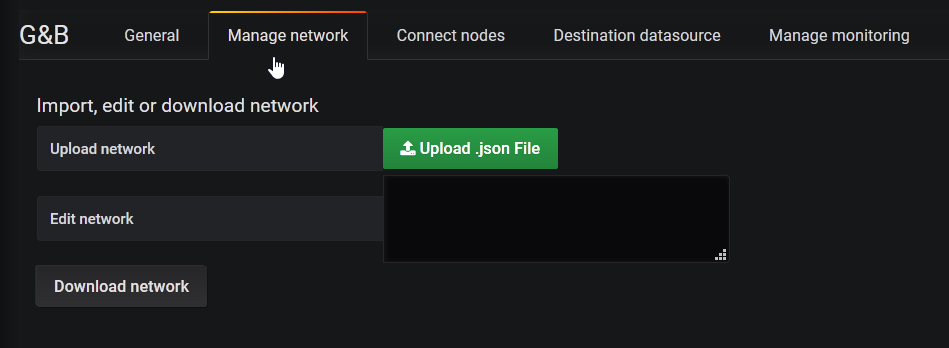 G&B General Manage network Connect nodes Destination datasource Manage monitoring
Import, edit or download network
Upload network Upload .json File
Edit network
Download network